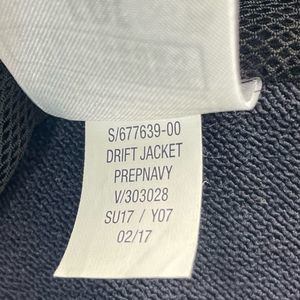 S/677639-00
DRIFT JACKET
PREPNAVY
V/303028
SU17 / Y07
02/17